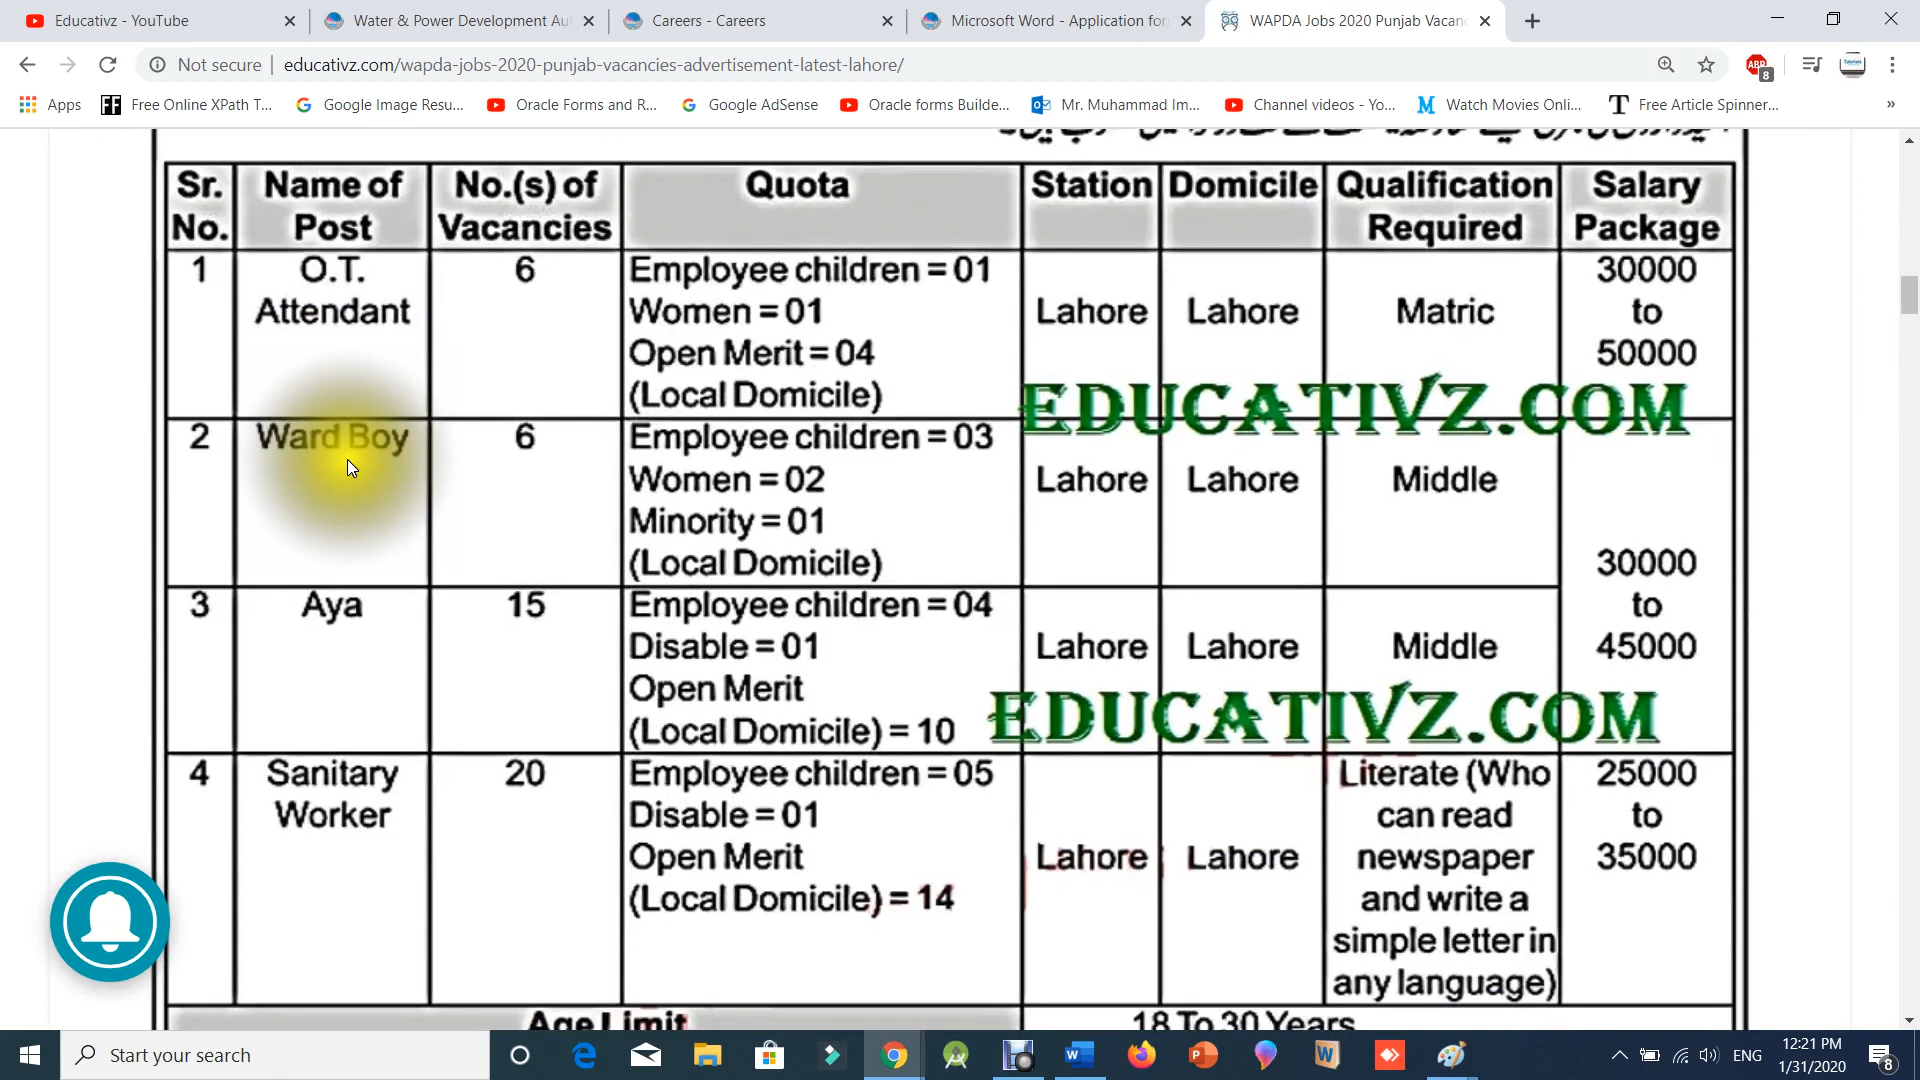 Educativz - YouTube
Water & Power Development Au
Careers - Careers
Microsoft Word - Application for
WAPDA Jobs 2020 Punjab Vacanc
Not secure
educativz.com/wapda-jobs-2020-punjab-vacancies-advertisement-latest-lahore/
ABP
8
Apps
Free Online XPath T...
Google Image Resu...
Oracle Forms and R...
Google AdSense
Oracle forms Builde...
Mr. Muhammad Im...
Channel videos - Yo...
Watch Movies Onli...
Free Article Spinner...
Sr. No.
Name of Post
No.(s) of Vacancies
Quota
Station
Domicile
Qualification Required
Salary Package
1
O.T. Attendant
6
Employee children = 01
Women = 01
Open Merit = 04
(Local Domicile)
Lahore
Lahore
Matric
30000
to
50000
EDUCATIVZ.COM
2
Ward Boy
6
Employee children = 03
Women = 02
Minority = 01
(Local Domicile)
Lahore
Lahore
Middle
30000
to
45000
3
Aya
15
Employee children = 04
Disable = 01
Open Merit
(Local Domicile) = 10
Lahore
Lahore
Middle
EDUCATIVZ.COM
4
Sanitary Worker
20
Employee children = 05
Disable = 01
Open Merit
(Local Domicile) = 14
Lahore
Lahore
Literate (Who
can read
newspaper
and write a
simple letter in
any language)
25000
to
35000
Age Limit
18 To 30 Years
Start your search
ENG
12:21 PM
1/31/2020
8